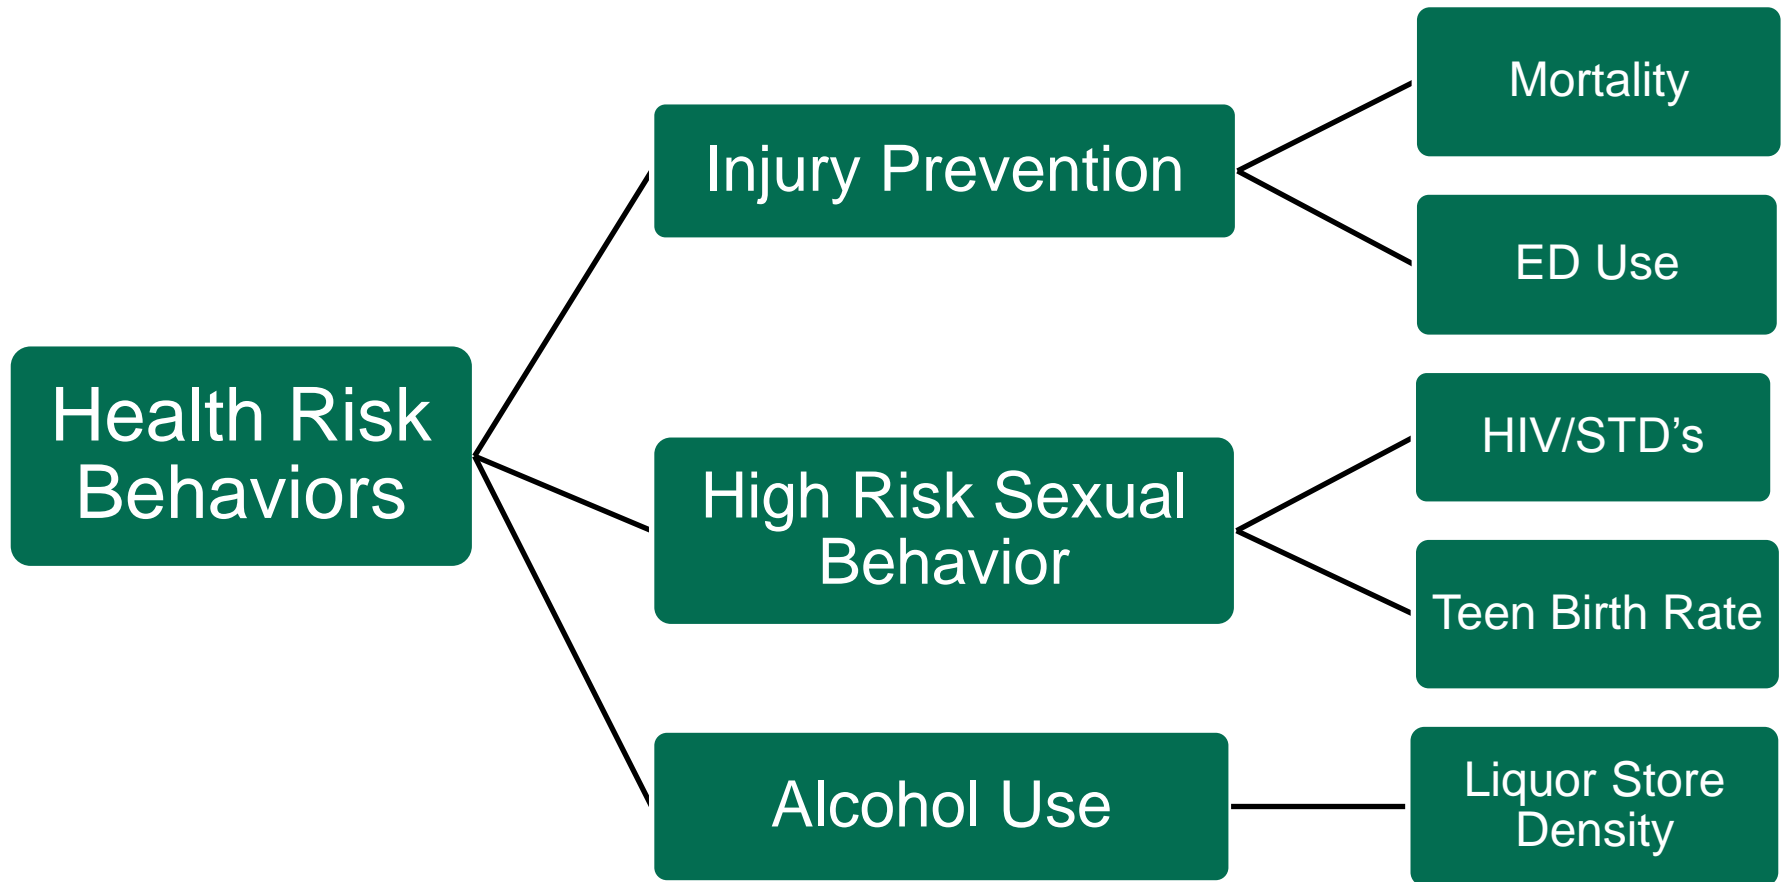 Health Risk
Behaviors
Injury Prevention
Mortality
ED Use
High Risk Sexual
Behavior
HIV/STD’s
Teen Birth Rate
Alcohol Use
Liquor Store
Density